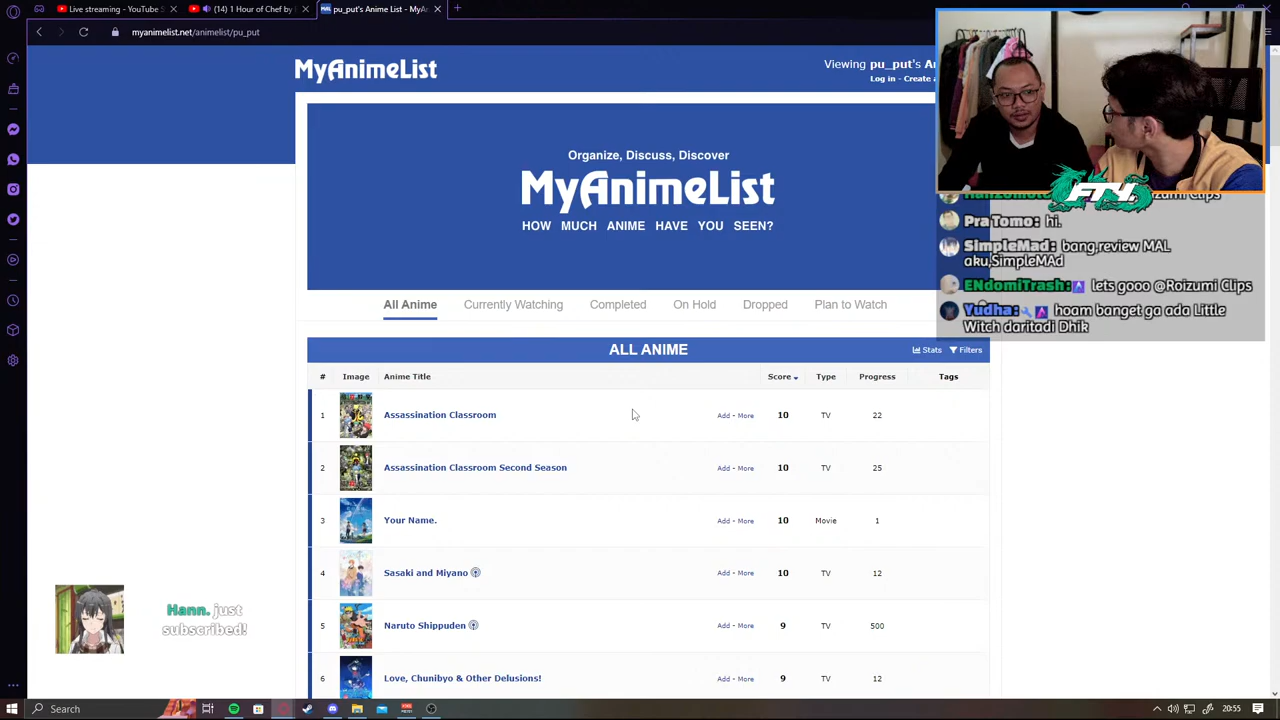 Live streaming - YouTube S
1 Hour of Chef by
pu_put's Anime List - MyAn
myanimelist.net/animelist/pu_put
MyAnimeList
Viewing pu_put's
Log in - Create
Organize, Discuss, Discover
MyAnimeList
HOW MUCH ANIME HAVE YOU SEEN?
FTV
PraTomo: hi.
SimpleMad: bang,review MAL
aku,SimpleMAd
ENdomiTrash: lets gooo @Roizumi Clips
Yudha: hoam banget ga ada Little
Witch daritadi Dhik
All Anime Currently Watching Completed On Hold Dropped Plan to Watch
ALL ANIME
Stats Filters
# Image Anime Title Score Type Progress Tags
1 Assassination Classroom Add - More 10 TV 22
2 Assassination Classroom Second Season Add - More 10 TV 25
3 Your Name. Add - More 10 Movie 1
4 Sasaki and Miyano Add - More 10 TV 12
5 Naruto Shippuden Add - More 9 TV 500
6 Love, Chunibyo & Other Delusions! Add - More 9 TV 12
Hann. just
subscribed!
Search
20:55